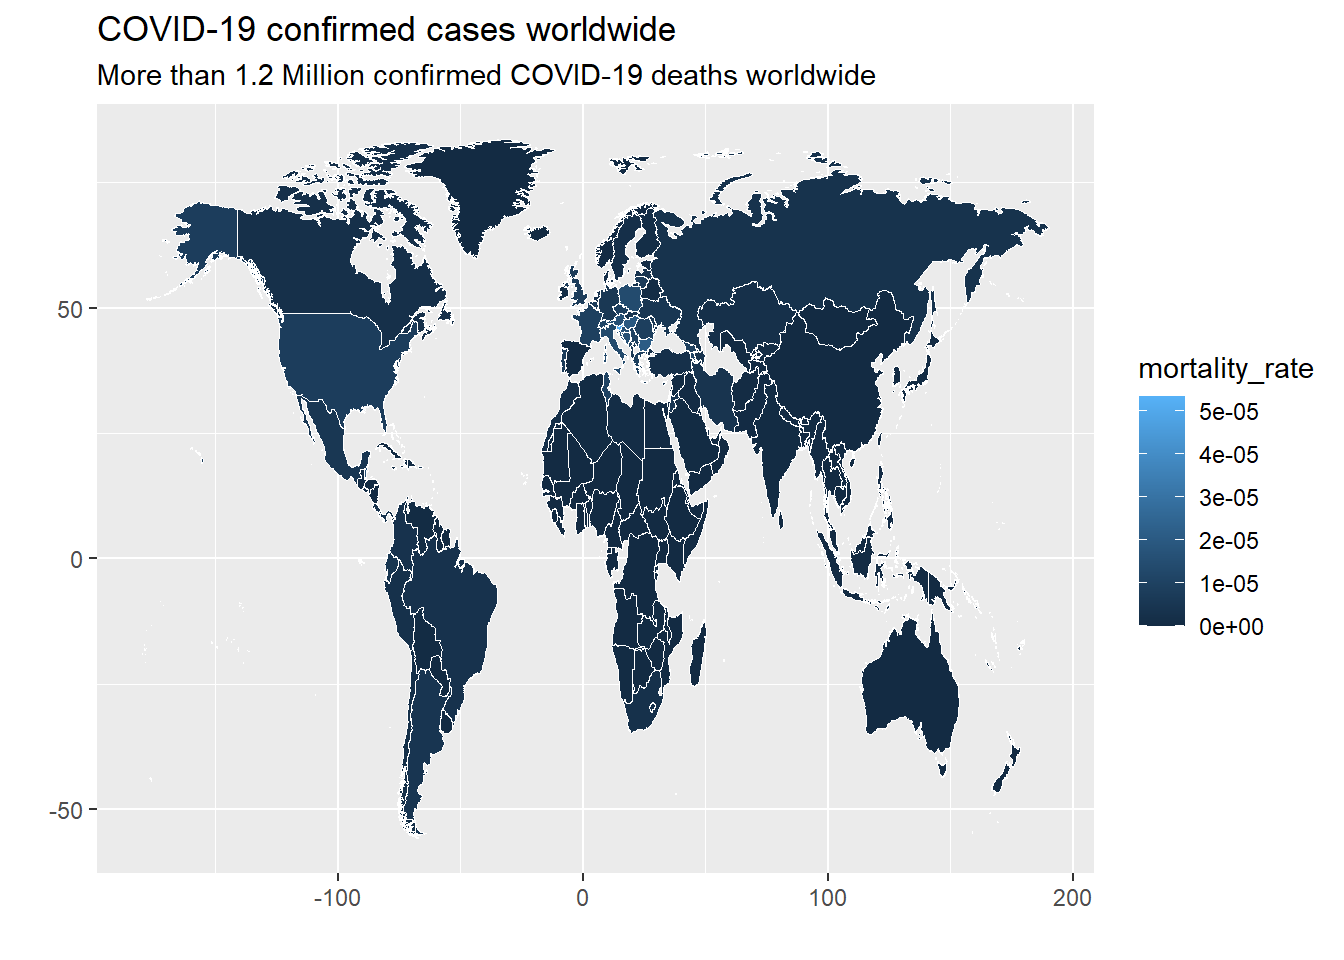 COVID-19 confirmed cases worldwide
More than 1.2 Million confirmed COVID-19 deaths worldwide
50
0
-50
-100
0
100
200
mortality_rate
5e-05
4e-05
3e-05
2e-05
1e-05
0e+00